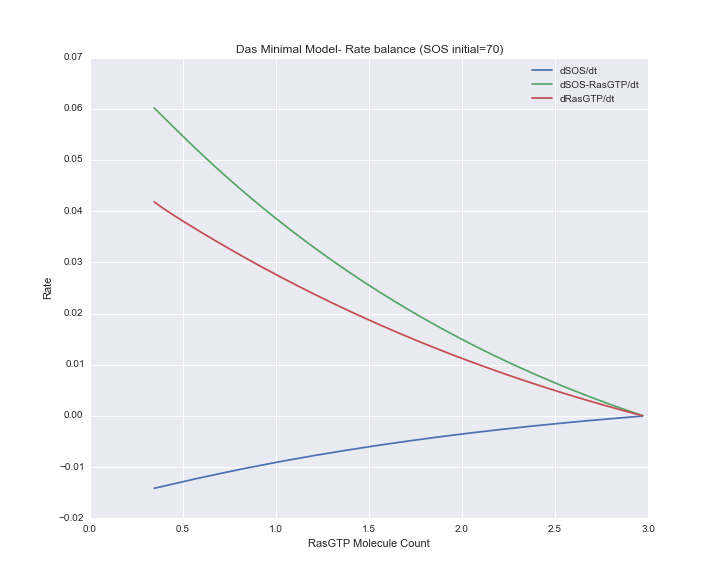 Das Minimal Model- Rate balance (SOS initial=70)
dSOS/dt
dSOS-RasGTP/dt
dRasGTP/dt
0.07
0.06
0.05
0.04
0.03
0.02
0.01
0.00
−0.01
−0.02
Rate
0.0 0.5 1.0 1.5 2.0 2.5 3.0
RasGTP Molecule Count